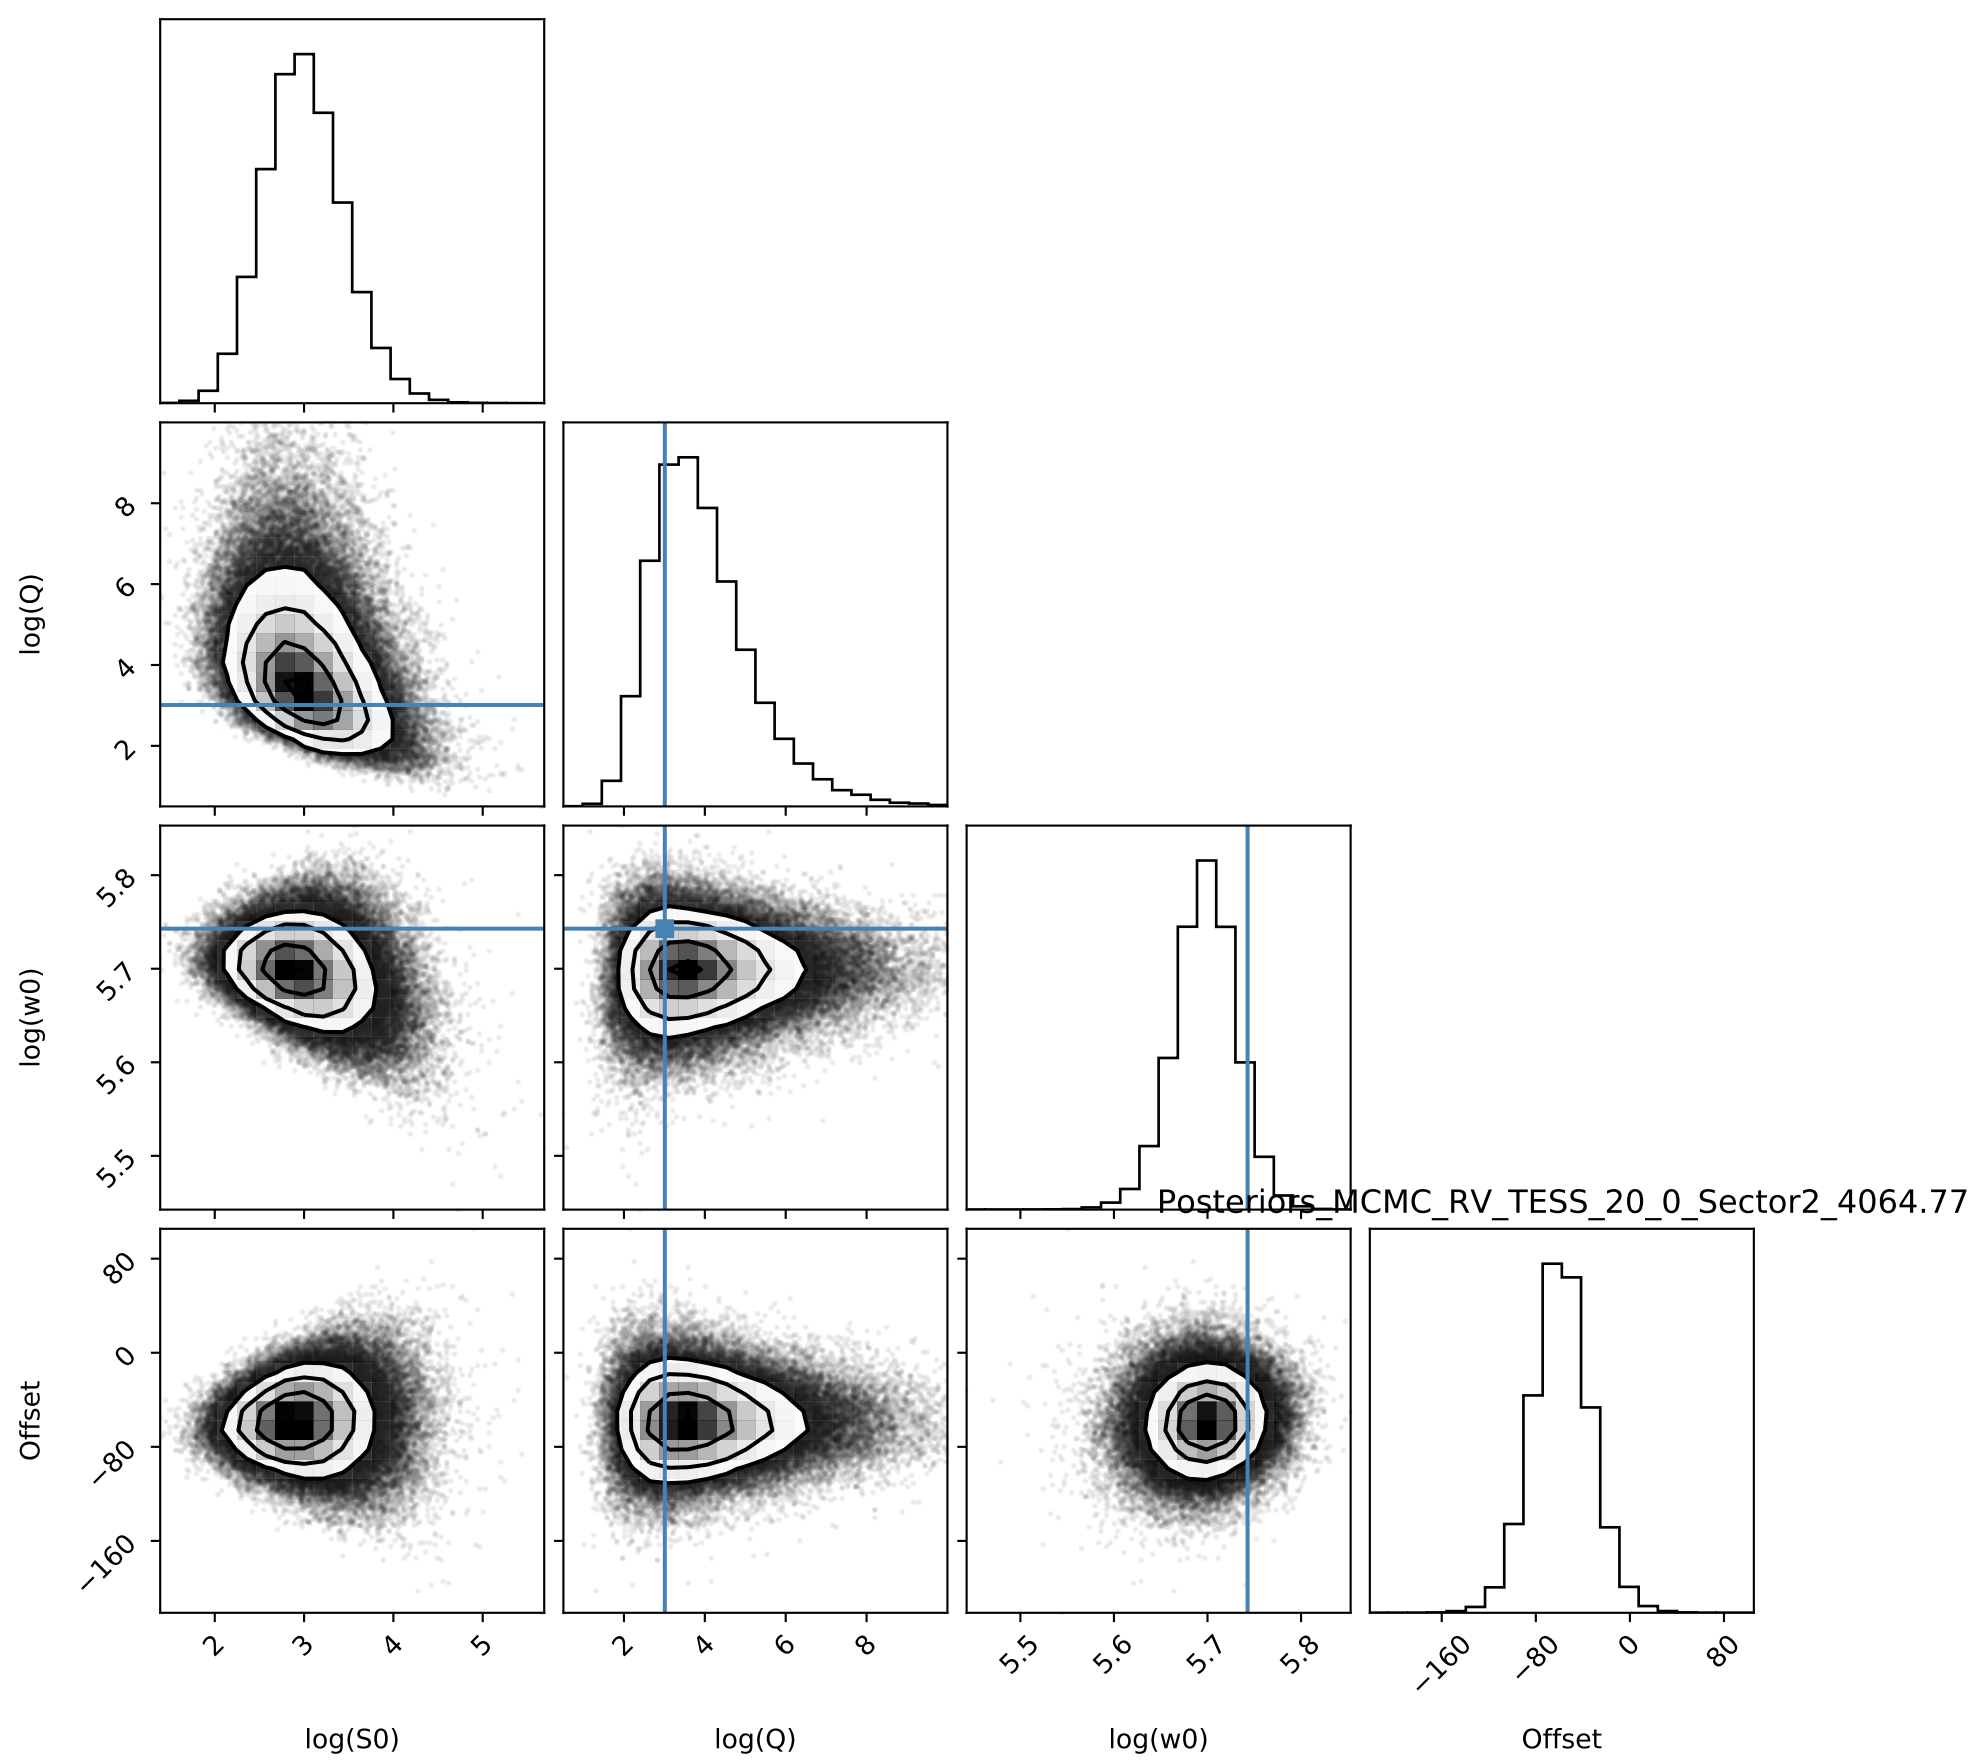 log(Q)
8
6
4
2
log(w0)
5.8
5.7
5.6
5.5
Posteriors_MCMC_RV_TESS_20_0_Sector2_4064.77
Offset
80
0
−80
−160
2 3 4 5
2 4 6 8
5.5 5.6 5.7 5.8
−160 −80 0 80
log(S0) log(Q) log(w0) Offset